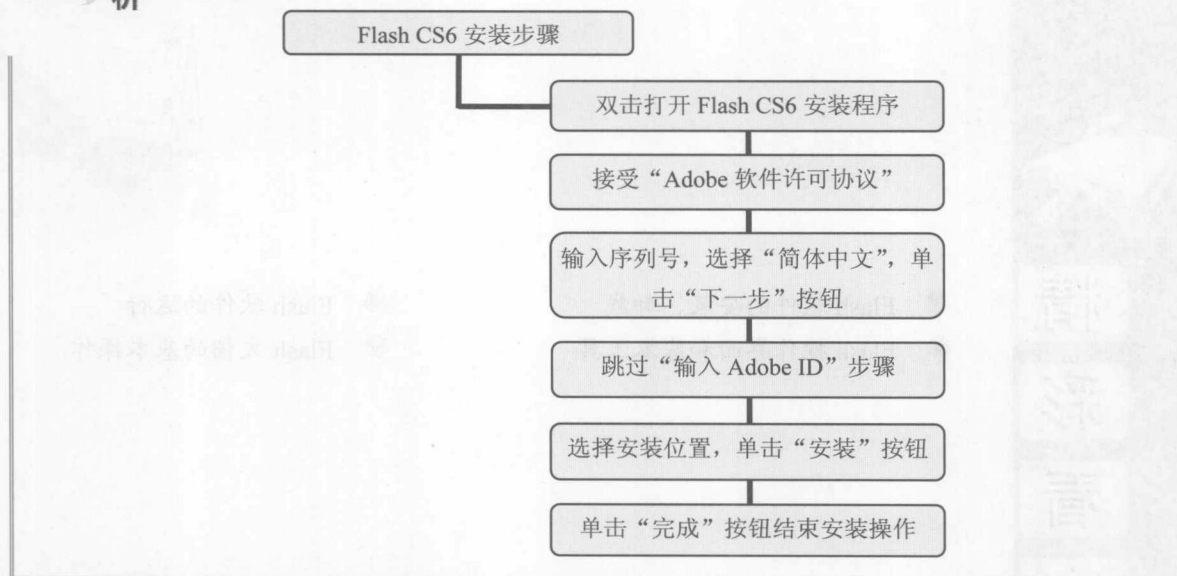 析
Flash CS6 安装步骤
双击打开 Flash CS6 安装程序
接受“Adobe 软件许可协议”
输入序列号，选择“简体中文”，单
击“下一步”按钮
跳过“输入 Adobe ID”步骤
选择安装位置，单击“安装”按钮
单击“完成”按钮结束安装操作